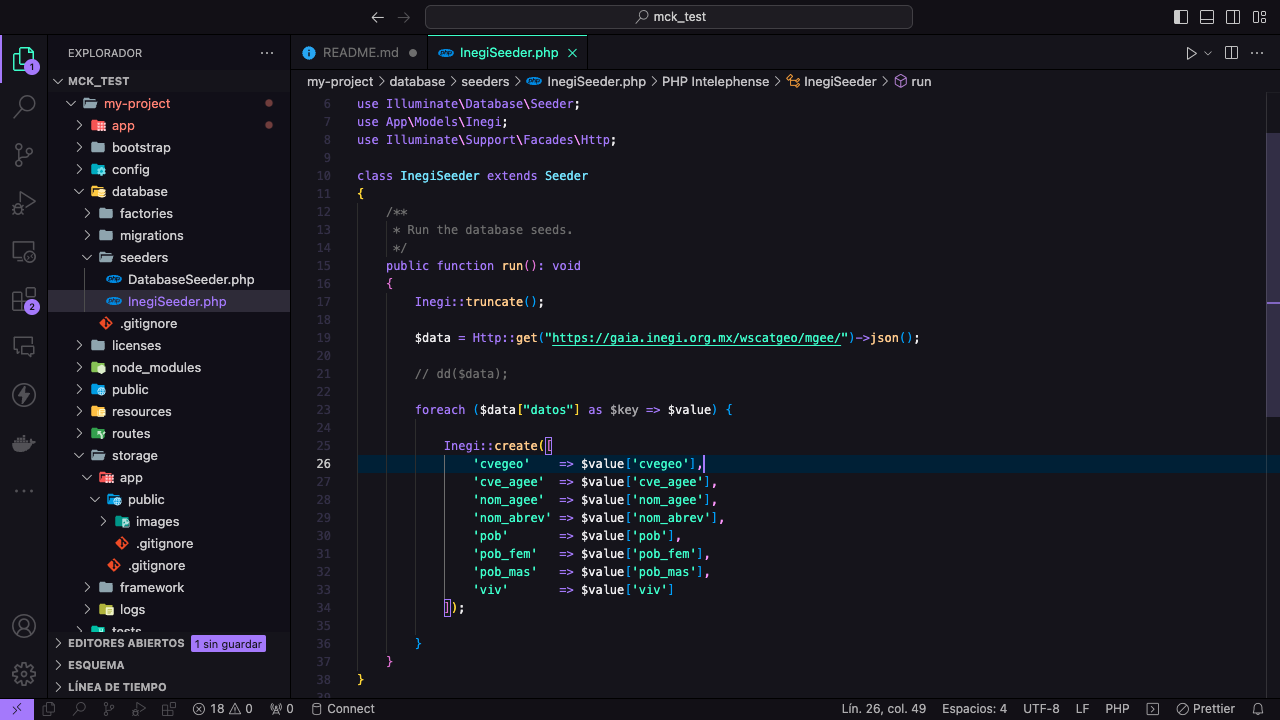 mck_test
EXPLORADOR
README.md
InegiSeeder.php
MCK_TEST
my-project
app
bootstrap
config
database
factories
migrations
seeders
DatabaseSeeder.php
InegiSeeder.php
.gitignore
licenses
node_modules
public
resources
routes
storage
app
public
images
.gitignore
.gitignore
framework
logs
tests
EDITORES ABIERTOS 1 sin guardar
ESQUEMA
LÍNEA DE TIEMPO
1
2
my-project > database > seeders > InegiSeeder.php > PHP Intelephense > InegiSeeder > run
6 use Illuminate\Database\Seeder;
7 use App\Models\Inegi;
8 use Illuminate\Support\Facades\Http;
9
10 class InegiSeeder extends Seeder
11 {
12     /**
13      * Run the database seeds.
14      */
15     public function run(): void
16     {
17         Inegi::truncate();
18
19         $data = Http::get("https://gaia.inegi.org.mx/wscatgeo/mgee/")->json();
20
21         // dd($data);
22
23         foreach ($data["datos"] as $key => $value) {
24
25             Inegi::create([
26                 'cvegeo'    => $value['cvegeo'],
27                 'cve_agee'  => $value['cve_agee'],
28                 'nom_agee'  => $value['nom_agee'],
29                 'nom_abrev' => $value['nom_abrev'],
30                 'pob'       => $value['pob'],
31                 'pob_fem'   => $value['pob_fem'],
32                 'pob_mas'   => $value['pob_mas'],
33                 'viv'       => $value['viv']
34             ]);
35
36         }
37     }
38 }
39
18 0 0 Connect Lín. 26, col. 49 Espacios: 4 UTF-8 LF PHP Prettier